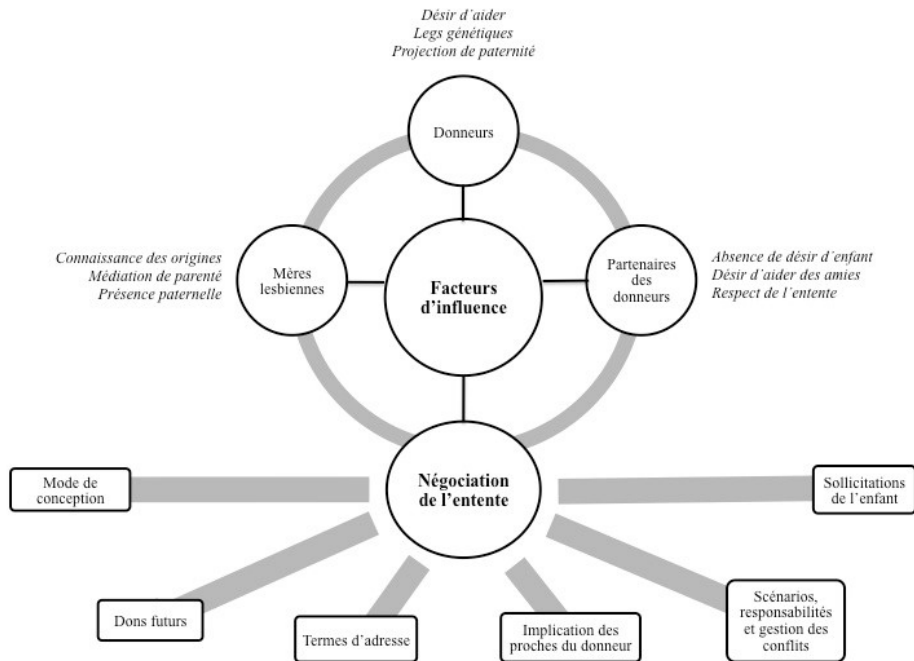 Désir d´aider
Legs génétiques
Projection de paternité
Donneurs
Connaissance des origines
Médiation de parenté
Présence paternelle
Mères
lesbiennes
Facteurs
d’influence
Partenaires
des
donneurs
Absence de désir d´enfant
Désir d´aider des amies
Respect de l´entente
Négociation
de l’entente
Mode de
conception
Sollicitations
de l’enfant
Dons futurs
Termes d’adresse
Implication des
proches du donneur
Scénarios,
responsabilités
et gestion des
conflits